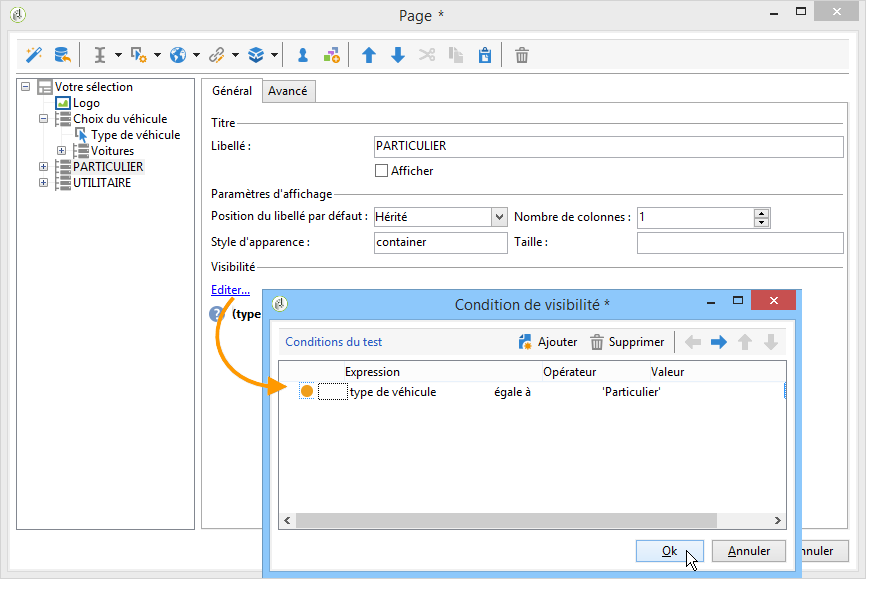 Page *
Votre sélection
Logo
Choix du véhicule
Type de véhicule
Voitures
PARTICULIER
UTILITAIRE
Général Avancé
Titre
Libellé : PARTICULIER
Afficher
Paramètres d'affichage
Position du libellé par défaut : Hérité Nombre de colonnes : 1
Style d'apparence : container Taille :
Visibilité
Editer...
(type
Condition de visibilité *
Conditions du test Ajouter Supprimer
Expression Opérateur Valeur
type de véhicule égale à 'Particulier'
Ok Annuler nnuler